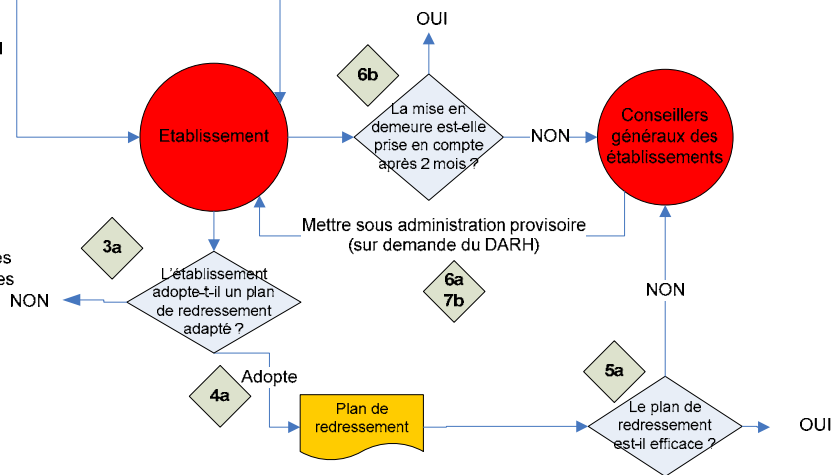 OUI
6b
Etablissement
La mise en
demeure est-elle
prise en compte
après 2 mois ?
NON
Conseillers
généraux des
établissements
Mettre sous administration provisoire
(sur demande du DARH)
3a
L'établissement
adopte-t-il un plan
de redressement
adapté ?
NON
6a
7b
NON
Adopte
4a
Plan de
redressement
5a
Le plan de
redressement
est-il efficace ?
OUI